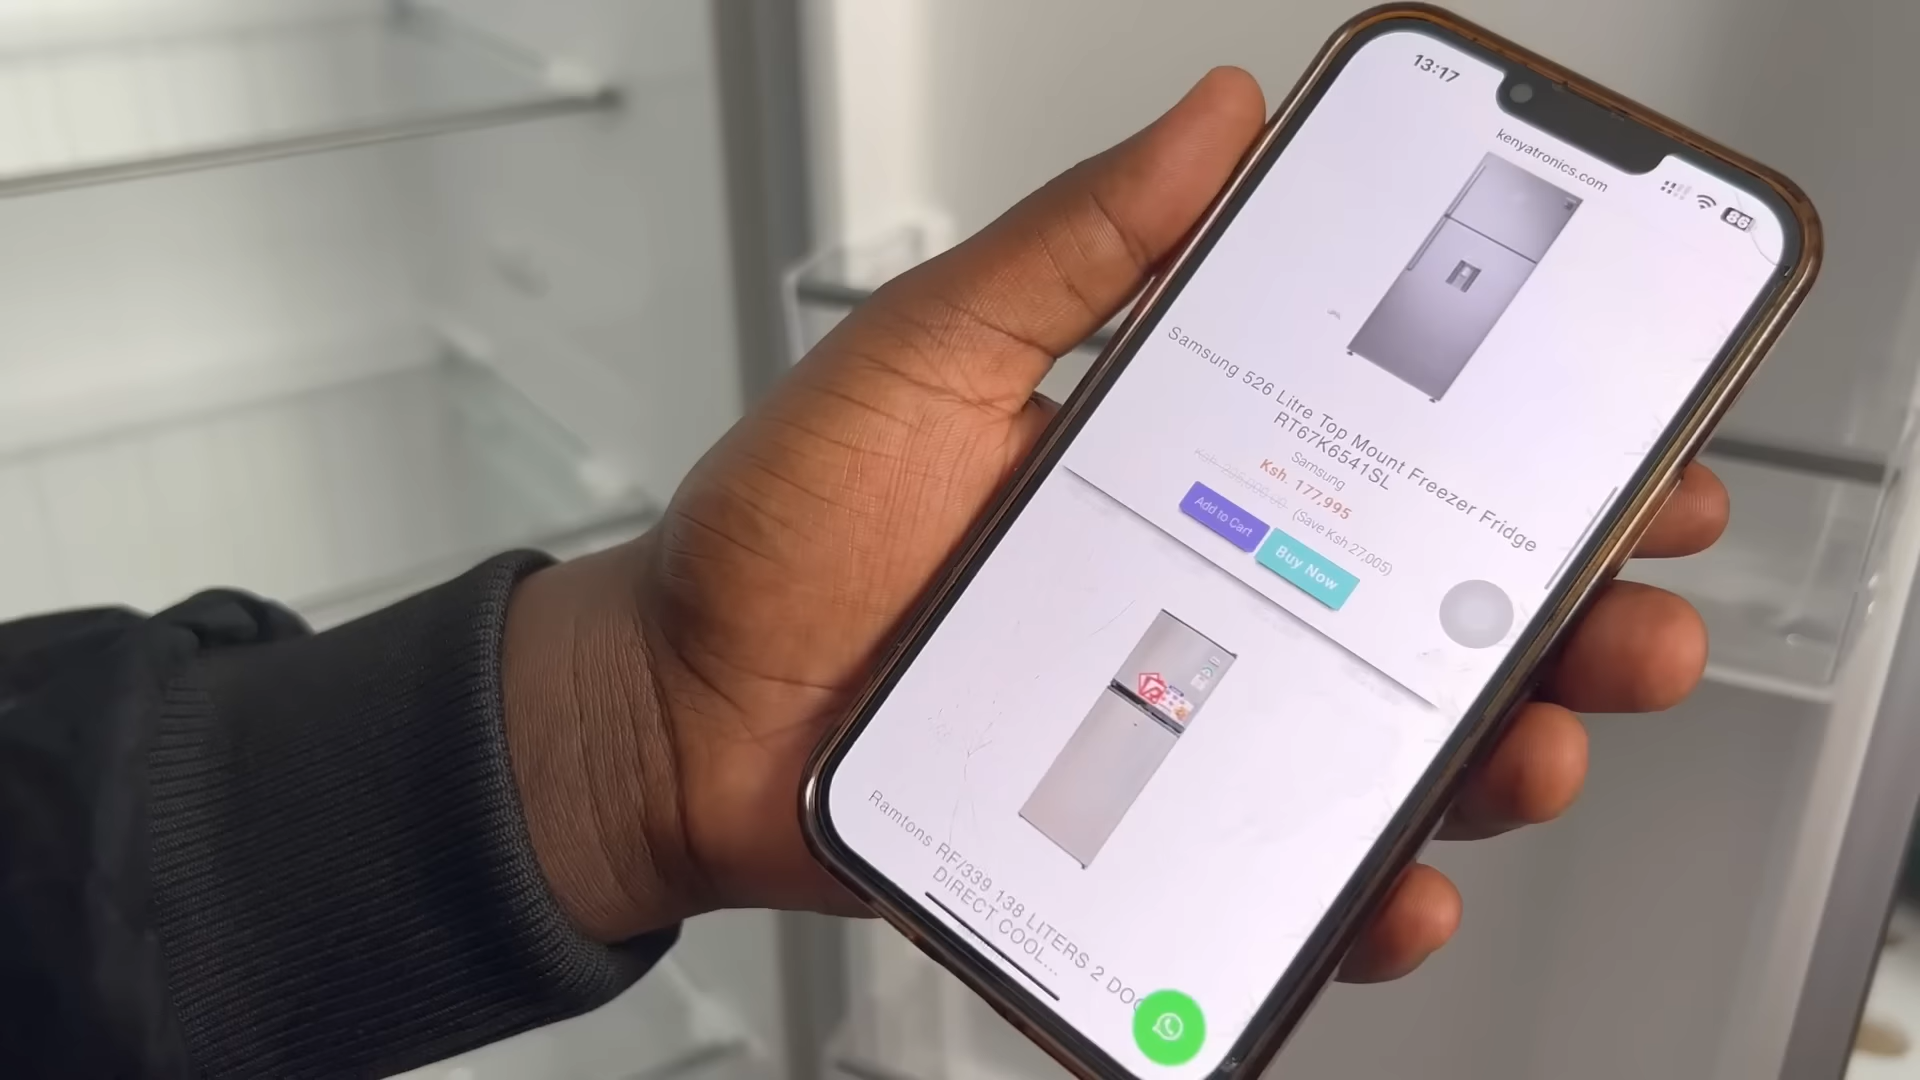 13:17
kenyatronics.com
86
Samsung 526 Litre Top Mount Freezer Fridge
RT67K6541SL
Samsung
Ksh. 177,995
(Save Ksh 27,005)
Add to Cart
Buy Now
Ramtons RF/339 138 LITERS 2 DOO
DIRECT COOL...